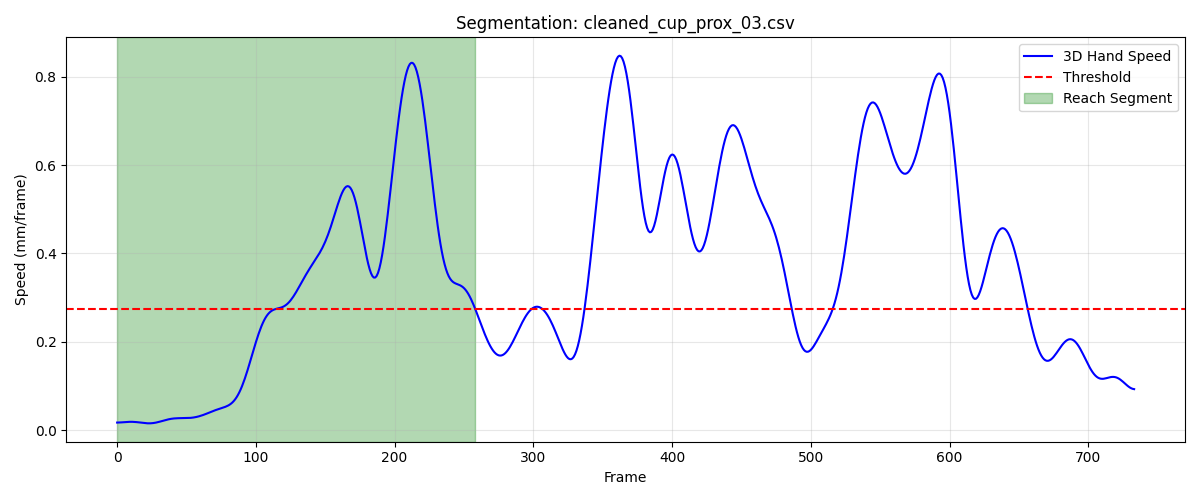 Segmentation: cleaned_cup_prox_03.csv
3D Hand Speed
Threshold
Reach Segment
Speed (mm/frame)
0.8
0.6
0.4
0.2
0.0
0 100 200 300 400 500 600 700
Frame